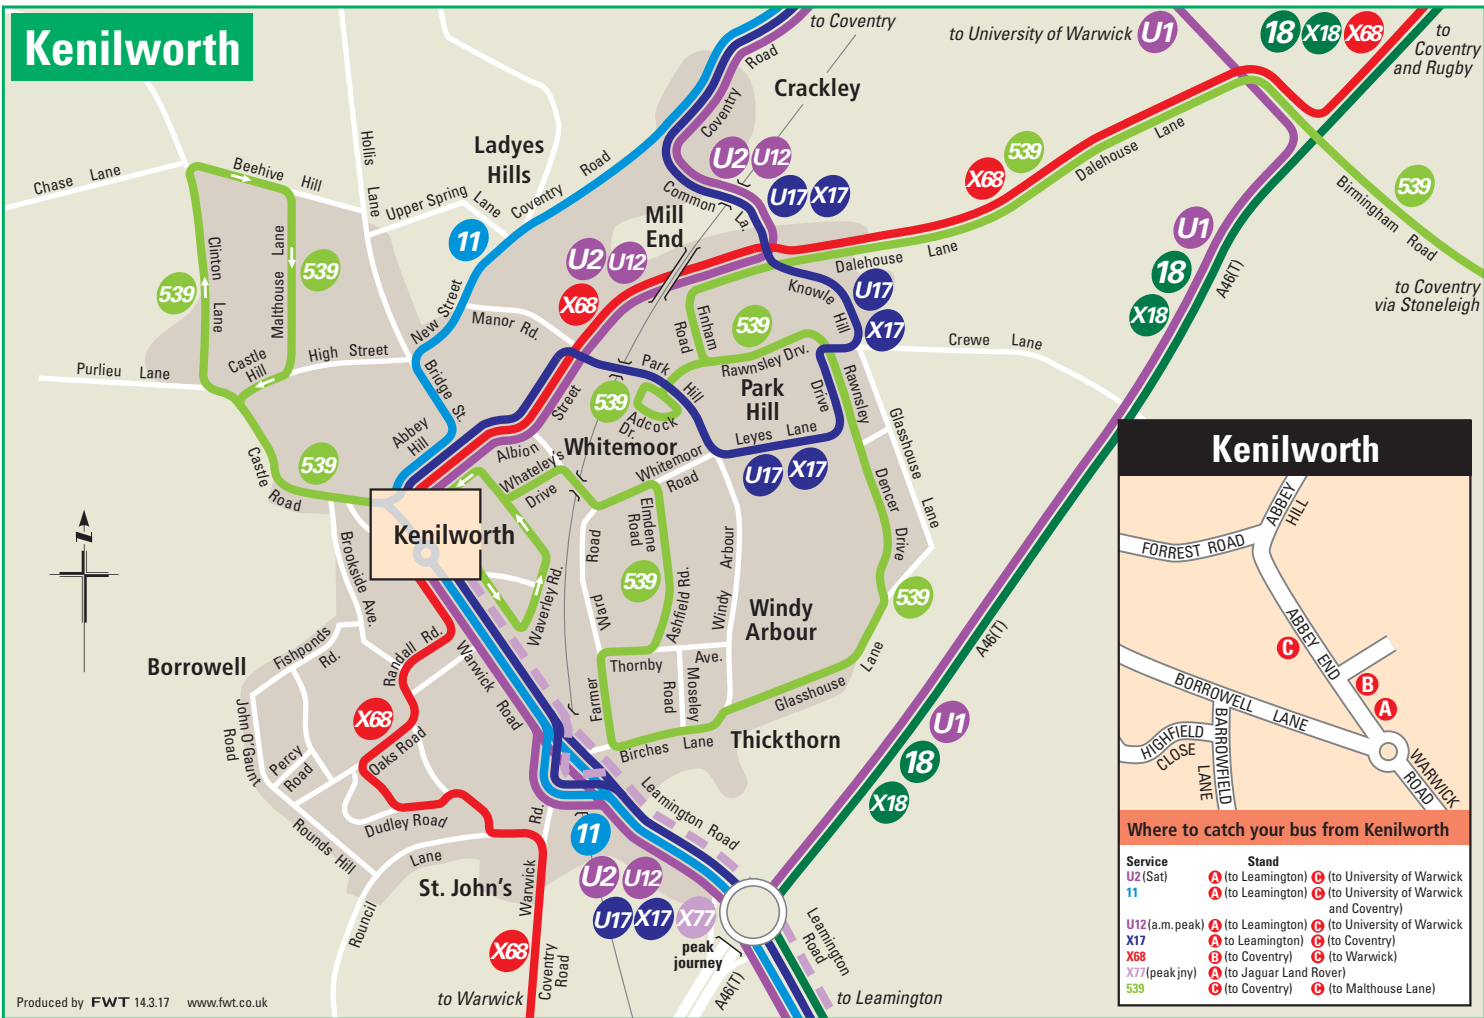 Kenilworth
to Coventry
to University of Warwick
U1
18
X18
X68
to
Coventry
and Rugby
Coventry
Road
Crackley
Hollis
Lane
Ladyes
Hills
Chase Lane
Beehive Hill
Upper Spring Lane
Coventry Road
U2
U12
U17
X17
Common La.
X68
539
Dalehouse Lane
Birmingham Road
539
11
Mill
End
U2
U12
X68
Dalehouse Lane
U1
18
X18
A46(T)
to Coventry
via Stoneleigh
Clinton
Lane
Malthouse Lane
539
539
New Street
Manor Rd.
Knowle
Hill
U17
X17
Finham
Road
539
Crewe Lane
Purlieu Lane
Castle
Hill
High Street
Bridge St.
Park
Hill
Rawnsley Drv.
Park
Hill
Drive
Rawnsley
Abbey
Hill
Street
539
Adcock
Dr.
Leyes Lane
Glasshouse
Lane
Albion
Whitemoor
Whateley's
Drive
Whitemoor
Road
U17
X17
Dencer
Drive
Castle Road
539
Kenilworth
Elmdene
Road
Road
Ward
Arbour
Windy
539
Ashfield Rd.
539
Brookside Ave.
Waverley Rd.
Windy
Arbour
Borrowell
Fishponds
Rd.
Randall Rd.
Warwick
Road
Thornby
Road
Ave.
Moseley
Farmer
Glasshouse Lane
A46(T)
John O'Gaunt
Road
X68
Percy
Road
Oaks Road
Birches Lane
Thickthorn
U1
18
X18
Rounds Hill
Dudley Road
Rd.
Leamington Road
11
Lane
Rouncil
St. John's
Warwick
U2
U12
U17
X17
X77
peak
journey
X68
Coventry
Road
Leamington
Road
A46(T)
to Warwick
to Leamington
Produced by FWT 14.3.17 www.fwt.co.uk
Kenilworth
ABBEY
HILL
FORREST ROAD
ABBEY END
C
B
A
BORROWELL LANE
HIGHFIELD
CLOSE
BARROWFIELD
LANE
WARWICK
ROAD
Where to catch your bus from Kenilworth
Service Stand
U2 (Sat) A (to Leamington) C (to University of Warwick
11 A (to Leamington) C (to University of Warwick
and Coventry)
U12 (a.m. peak) A (to Leamington) C (to University of Warwick
X17 A to Leamington) C (to Coventry)
X68 B (to Coventry) C (to Warwick)
X77 (peak jny) A (to Jaguar Land Rover)
539 C (to Coventry) C (to Malthouse Lane)